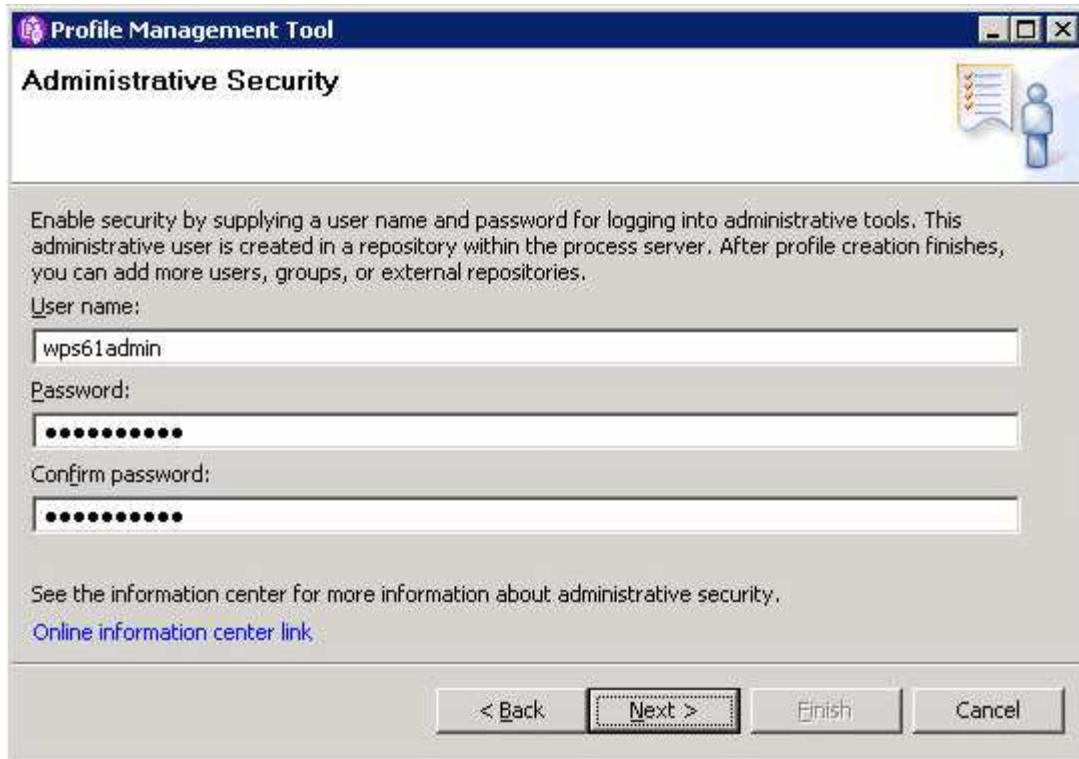 Profile Management Tool
Administrative Security
Enable security by supplying a user name and password for logging into administrative tools. This
administrative user is created in a repository within the process server. After profile creation finishes,
you can add more users, groups, or external repositories.
User name:
wps61admin
Password:
●●●●●●●●●●
Confirm password:
●●●●●●●●●●
See the information center for more information about administrative security.
Online information center link
< Back Next > Finish Cancel